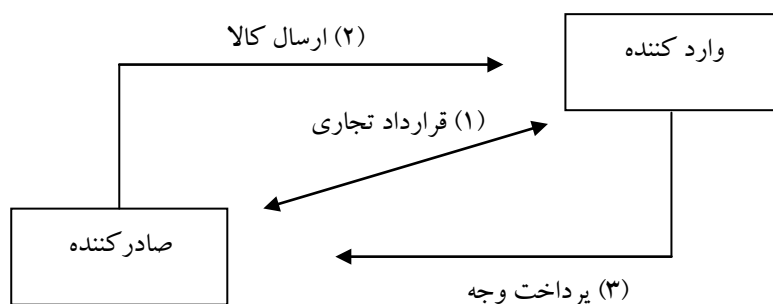 (۲) ارسال کالا
وارد کننده
(۱) قرارداد تجاری
صادرکننده
(۳) پرداخت وجه